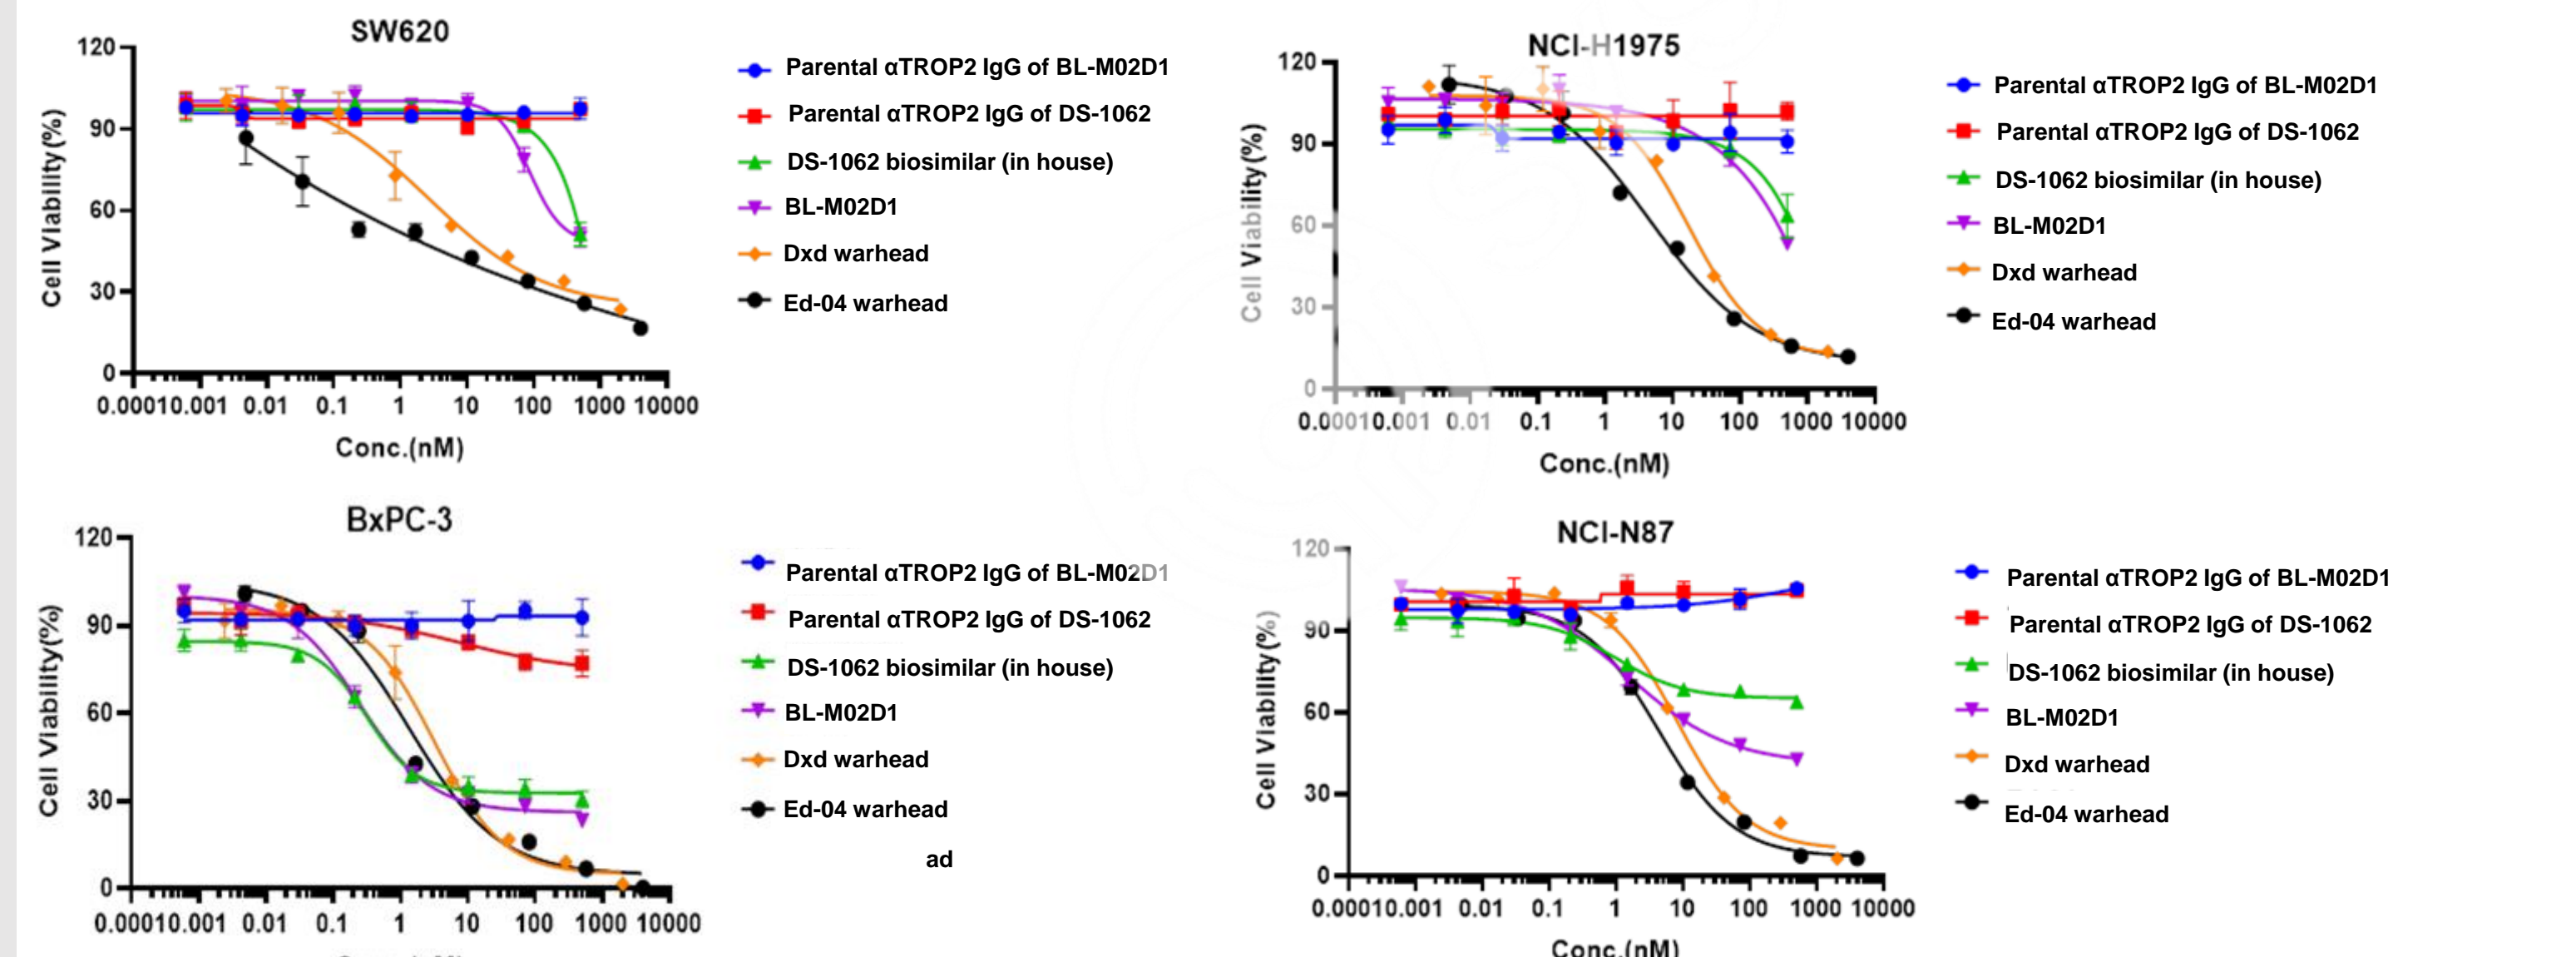 SW620
120
90
60
30
0
Cell Viability(%)
0.0001 0.001 0.01 0.1 1 10 100 1000 10000
Conc.(nM)
Parental αTROP2 IgG of BL-M02D1
Parental αTROP2 IgG of DS-1062
DS-1062 biosimilar (in house)
BL-M02D1
Dxd warhead
Ed-04 warhead
NCI-H1975
120
90
60
30
0
Cell Viability(%)
0.0001 0.001 0.01 0.1 1 10 100 1000 10000
Conc.(nM)
Parental αTROP2 IgG of BL-M02D1
Parental αTROP2 IgG of DS-1062
DS-1062 biosimilar (in house)
BL-M02D1
Dxd warhead
Ed-04 warhead
BxPC-3
120
90
60
30
0
Cell Viability(%)
0.0001 0.001 0.01 0.1 1 10 100 1000 10000
Parental αTROP2 IgG of BL-M02D1
Parental αTROP2 IgG of DS-1062
DS-1062 biosimilar (in house)
BL-M02D1
Dxd warhead
Ed-04 warhead
ad
NCI-N87
120
90
60
30
0
Cell Viability(%)
0.0001 0.001 0.01 0.1 1 10 100 1000 10000
Conc.(nM)
Parental αTROP2 IgG of BL-M02D1
Parental αTROP2 IgG of DS-1062
DS-1062 biosimilar (in house)
BL-M02D1
Dxd warhead
Ed-04 warhead